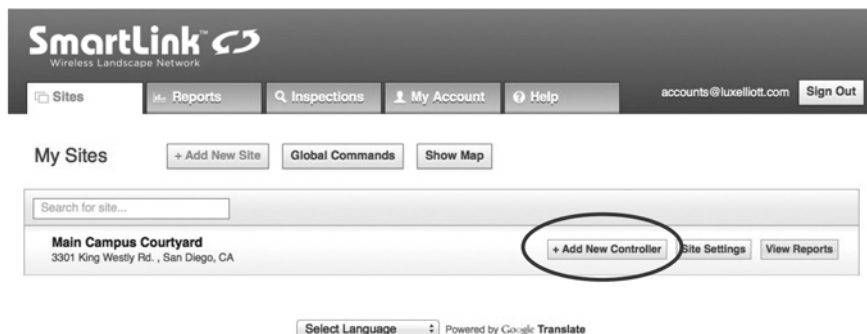 SmartLink™
Wireless Landscape Network
Sites Reports Inspections My Account Help accounts@luxelliott.com Sign Out
My Sites + Add New Site Global Commands Show Map
Search for site...
Main Campus Courtyard + Add New Controller Site Settings View Reports
3301 King Westly Rd. , San Diego, CA
Select Language Powered by Google Translate